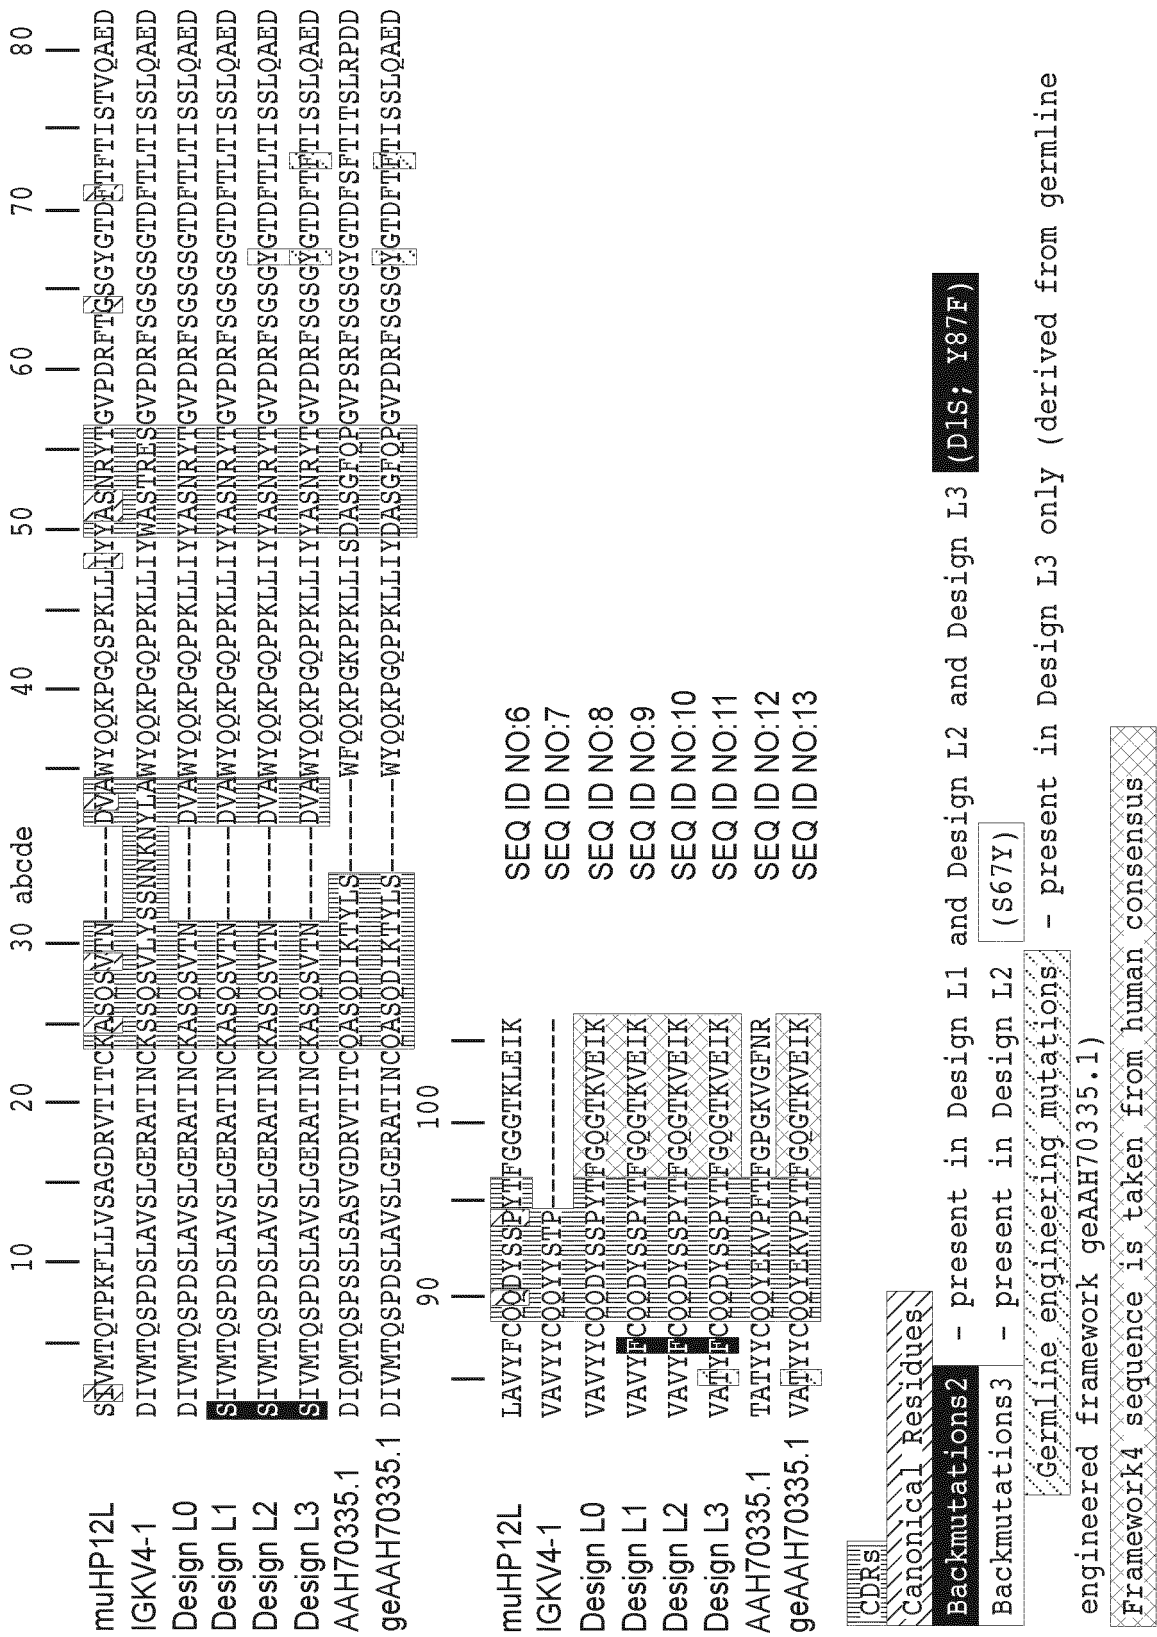 10 20 30 abcde 40 50 60 70 80
muHP12L SIVMTQTPKFLLVSAGDRVTITCKASQSVTN------DVAWYQQKPGQSPKLLIYYASNRYTGVPDRFTGSGYGTDFTFTISTVQAED
IGKV4-1 DIVMTQSPDSLAVSLGERATINCKSSQSVLYSSNNKNYLAWYQQKPGQPPKLLIYWASTRESGVPDRFSGSGSGTDFTLTISSLQAED
Design L0 DIVMTQSPDSLAVSLGERATINCKASQSVTN------DVAWYQQKPGQPPKLLIYYASNRYTGVPDRFSGSGSGTDFTLTISSLQAED
Design L1 SIVMTQSPDSLAVSLGERATINCKASQSVTN------DVAWYQQKPGQPPKLLIYYASNRYTGVPDRFSGSGSGTDFTLTISSLQAED
Design L2 SIVMTQSPDSLAVSLGERATINCKASQSVTN------DVAWYQQKPGQPPKLLIYYASNRYTGVPDRFSGSGYGTDFTLTISSLQAED
Design L3 SIVMTQSPDSLAVSLGERATINCKASQSVTN------DVAWYQQKPGQPPKLLIYYASNRYTGVPDRFSGSGYGTDFTFTISSLQAED
AAH70335.1 DIQMTQSPSSLSASVGDRVTITCQASQDIKTYLS------WFQQKPGKPPKLLISDASGFQPGVPSRFSGSGYGTDFSFTITSLRPDD
geAAH70335.1 DIVMTQSPDSLAVSLGERATINCQASQDIKTYLS------WYQQKPGQPPKLLIYDASGFQPGVPDRFSGSGYGTDFTFTISSLQAED
90 100
muHP12L LAVYFCQQDYSSPYTFGGGTKLEIK SEQ ID NO:6
IGKV4-1 VAVYYCQQYYSTP------------ SEQ ID NO:7
Design L0 VAVYYCQQDYSSPYTFGQGTKVEIK SEQ ID NO:8
Design L1 VAVYFCQQDYSSPYTFGQGTKVEIK SEQ ID NO:9
Design L2 VAVYFCQQDYSSPYTFGQGTKVEIK SEQ ID NO:10
Design L3 VATYFCQQDYSSPYTFGQGTKVEIK SEQ ID NO:11
AAH70335.1 TATYYCQQYEKVPFTFGPGKVGFNR SEQ ID NO:12
geAAH70335.1 VATYYCQQYEKVPYTFGQGTKVEIK SEQ ID NO:13
CDRs
Canonical Residues
Backmutations2 – present in Design L1 and Design L2 and Design L3 (D1S; Y87F)
Backmutations3 – present in Design L2 (S67Y)
Germline engineering mutations – present in Design L3 only (derived from germline
engineered framework geAAH70335.1)
Framework4 sequence is taken from human consensus